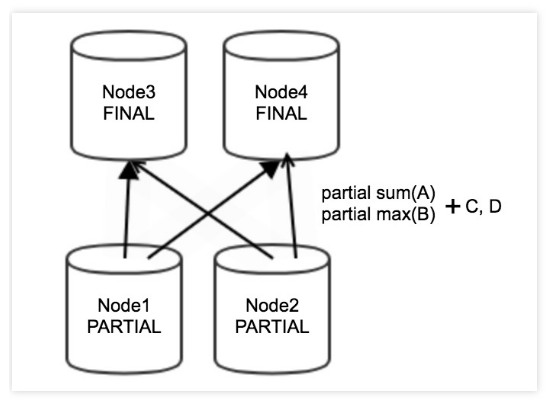 Node3
FINAL
Node4
FINAL
partial sum(A)
partial max(B)
+ C, D
Node1
PARTIAL
Node2
PARTIAL